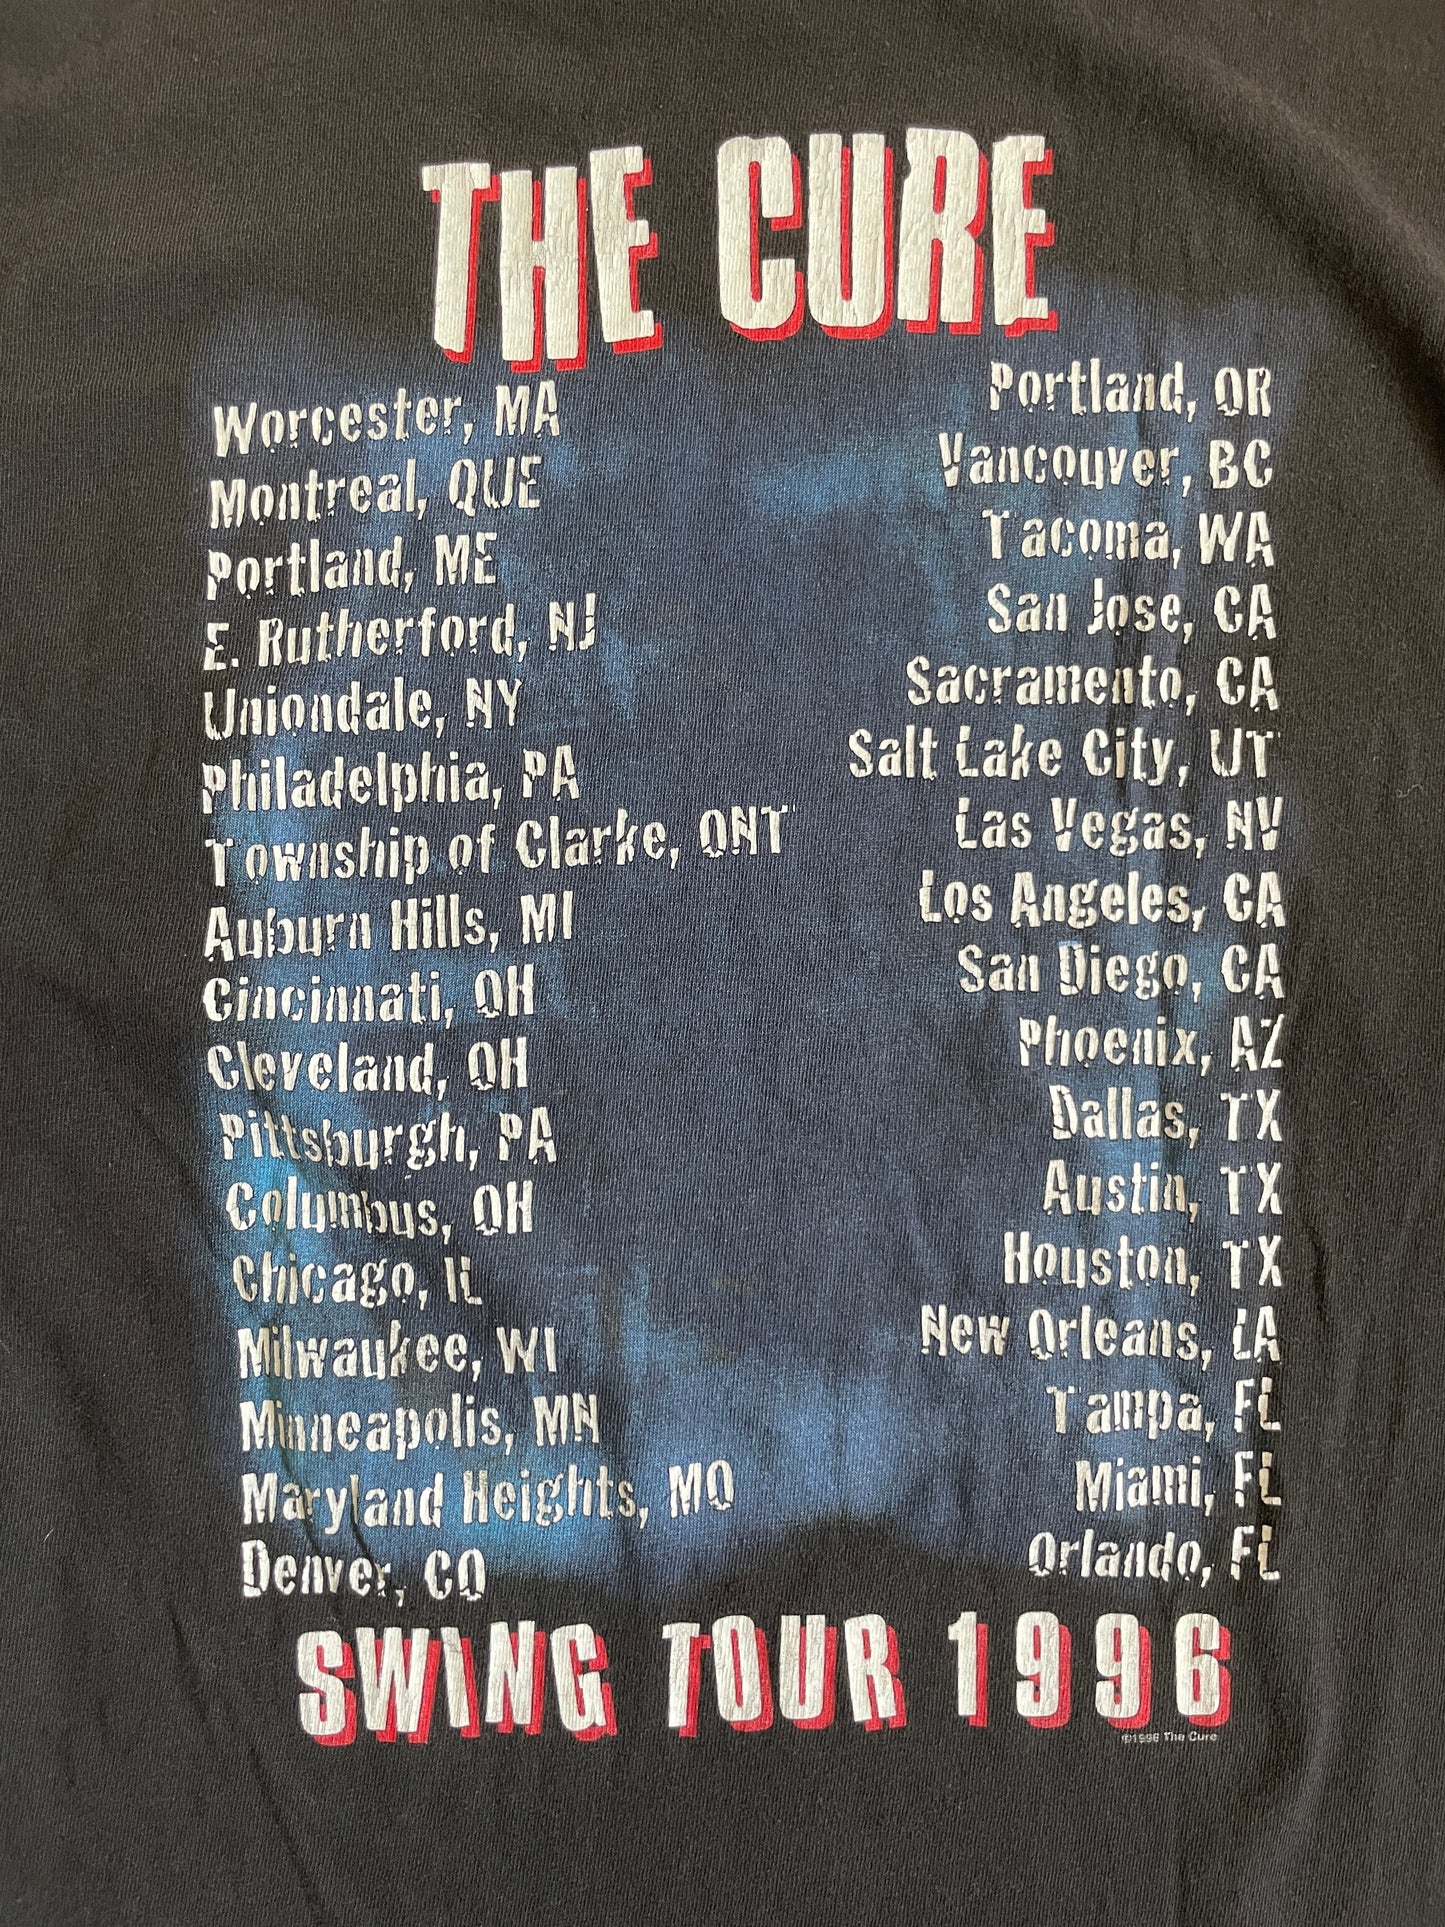 THE CURE
Worcester, MA
Montreal, QUE
Portland, ME
E. Rutherford, NJ
Uniondale, NY
Philadelphia, PA
Township of Clarke, ONT
Auburn Hills, MI
Cincinnati, OH
Cleveland, OH
Pittsburgh, PA
Columbus, OH
Chicago, IL
Milwaukee, WI
Minneapolis, MN
Maryland Heights, MO
Denver, CO
Portland, OR
Vancouver, BC
Tacoma, WA
San Jose, CA
Sacramento, CA
Salt Lake City, UT
Las Vegas, NV
Los Angeles, CA
San Diego, CA
Phoenix, AZ
Dallas, TX
Austin, TX
Houston, TX
New Orleans, LA
Tampa, FL
Miami, FL
Orlando, FL
SWING TOUR 1996
©1996 The Cure